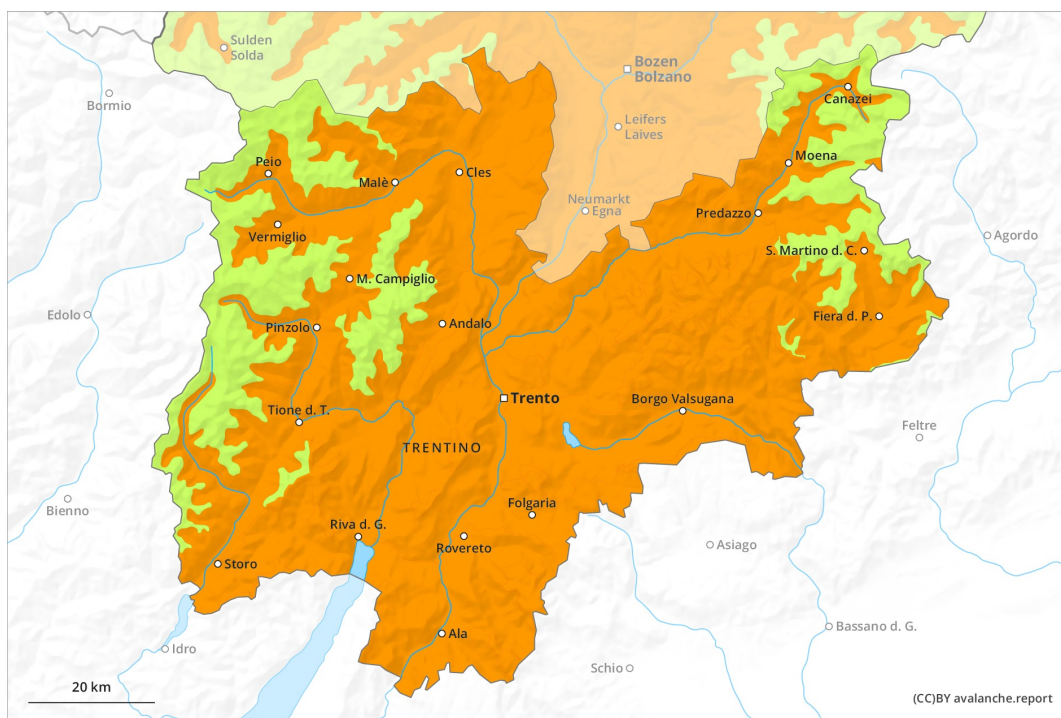 Sulden
Solda
Bozen
Bolzano
Bormio
Canazei
Leifers
Laives
Moena
Peio
Malè
Cles
Neumarkt
Egna
Predazzo
Vermiglio
S. Martino d. C.
Agordo
M. Campiglio
Edolo
Pinzolo
Andalo
Fiera d. P.
Trento
Borgo Valsugana
Tione d. T.
Feltre
TRENTINO
Bienno
Folgaria
Riva d. G.
Rovereto
Asiago
Storo
Ala
Bassano d. G.
Idro
Schio
20 km
(CC)BY avalanche.report